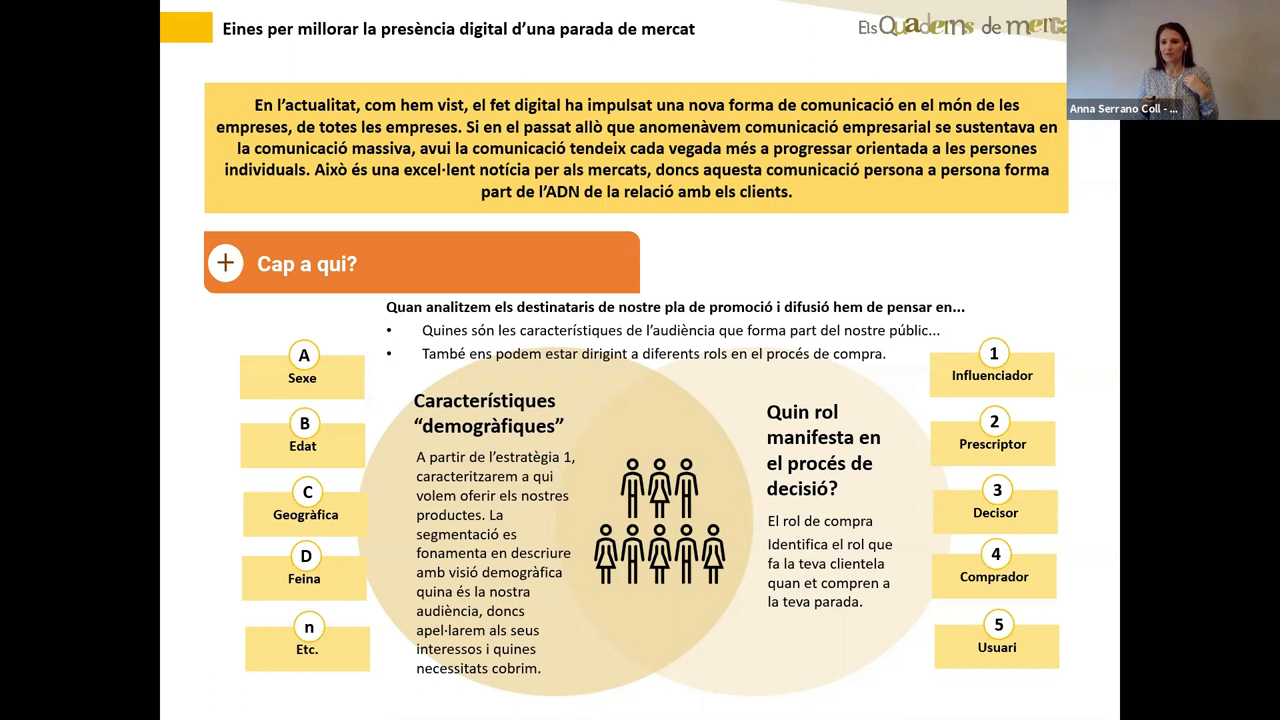 Eines per millorar la presència digital d'una parada de mercat
Els Quaderns de merca
Anna Serrano Coll - ...
En l'actualitat, com hem vist, el fet digital ha impulsat una nova forma de comunicació en el món de les
empreses, de totes les empreses. Si en el passat allò que anomenàvem comunicació empresarial se sustentava en
la comunicació massiva, avui la comunicació tendeix cada vegada més a progressar orientada a les persones
individuals. Això és una excel·lent notícia per als mercats, doncs aquesta comunicació persona a persona forma
part de l'ADN de la relació amb els clients.
+ Cap a qui?
Quan analitzem els destinataris de nostre pla de promoció i difusió hem de pensar en...
• Quines són les característiques de l'audiència que forma part del nostre públic...
• També ens podem estar dirigint a diferents rols en el procés de compra.
A
Sexe
B
Edat
C
Geogràfica
D
Feina
n
Etc.
Característiques
“demogràfiques”
A partir de l'estratègia 1,
caracteritzarem a qui
volem oferir els nostres
productes. La
segmentació es
fonamenta en descriure
amb visió demogràfica
quina és la nostra
audiència, doncs
apel·larem als seus
interessos i quines
necessitats cobrim.
Quin rol
manifesta en
el procés de
decisió?
El rol de compra
Identifica el rol que
fa la teva clientela
quan et compren a
la teva parada.
1
Influenciador
2
Prescriptor
3
Decisor
4
Comprador
5
Usuari